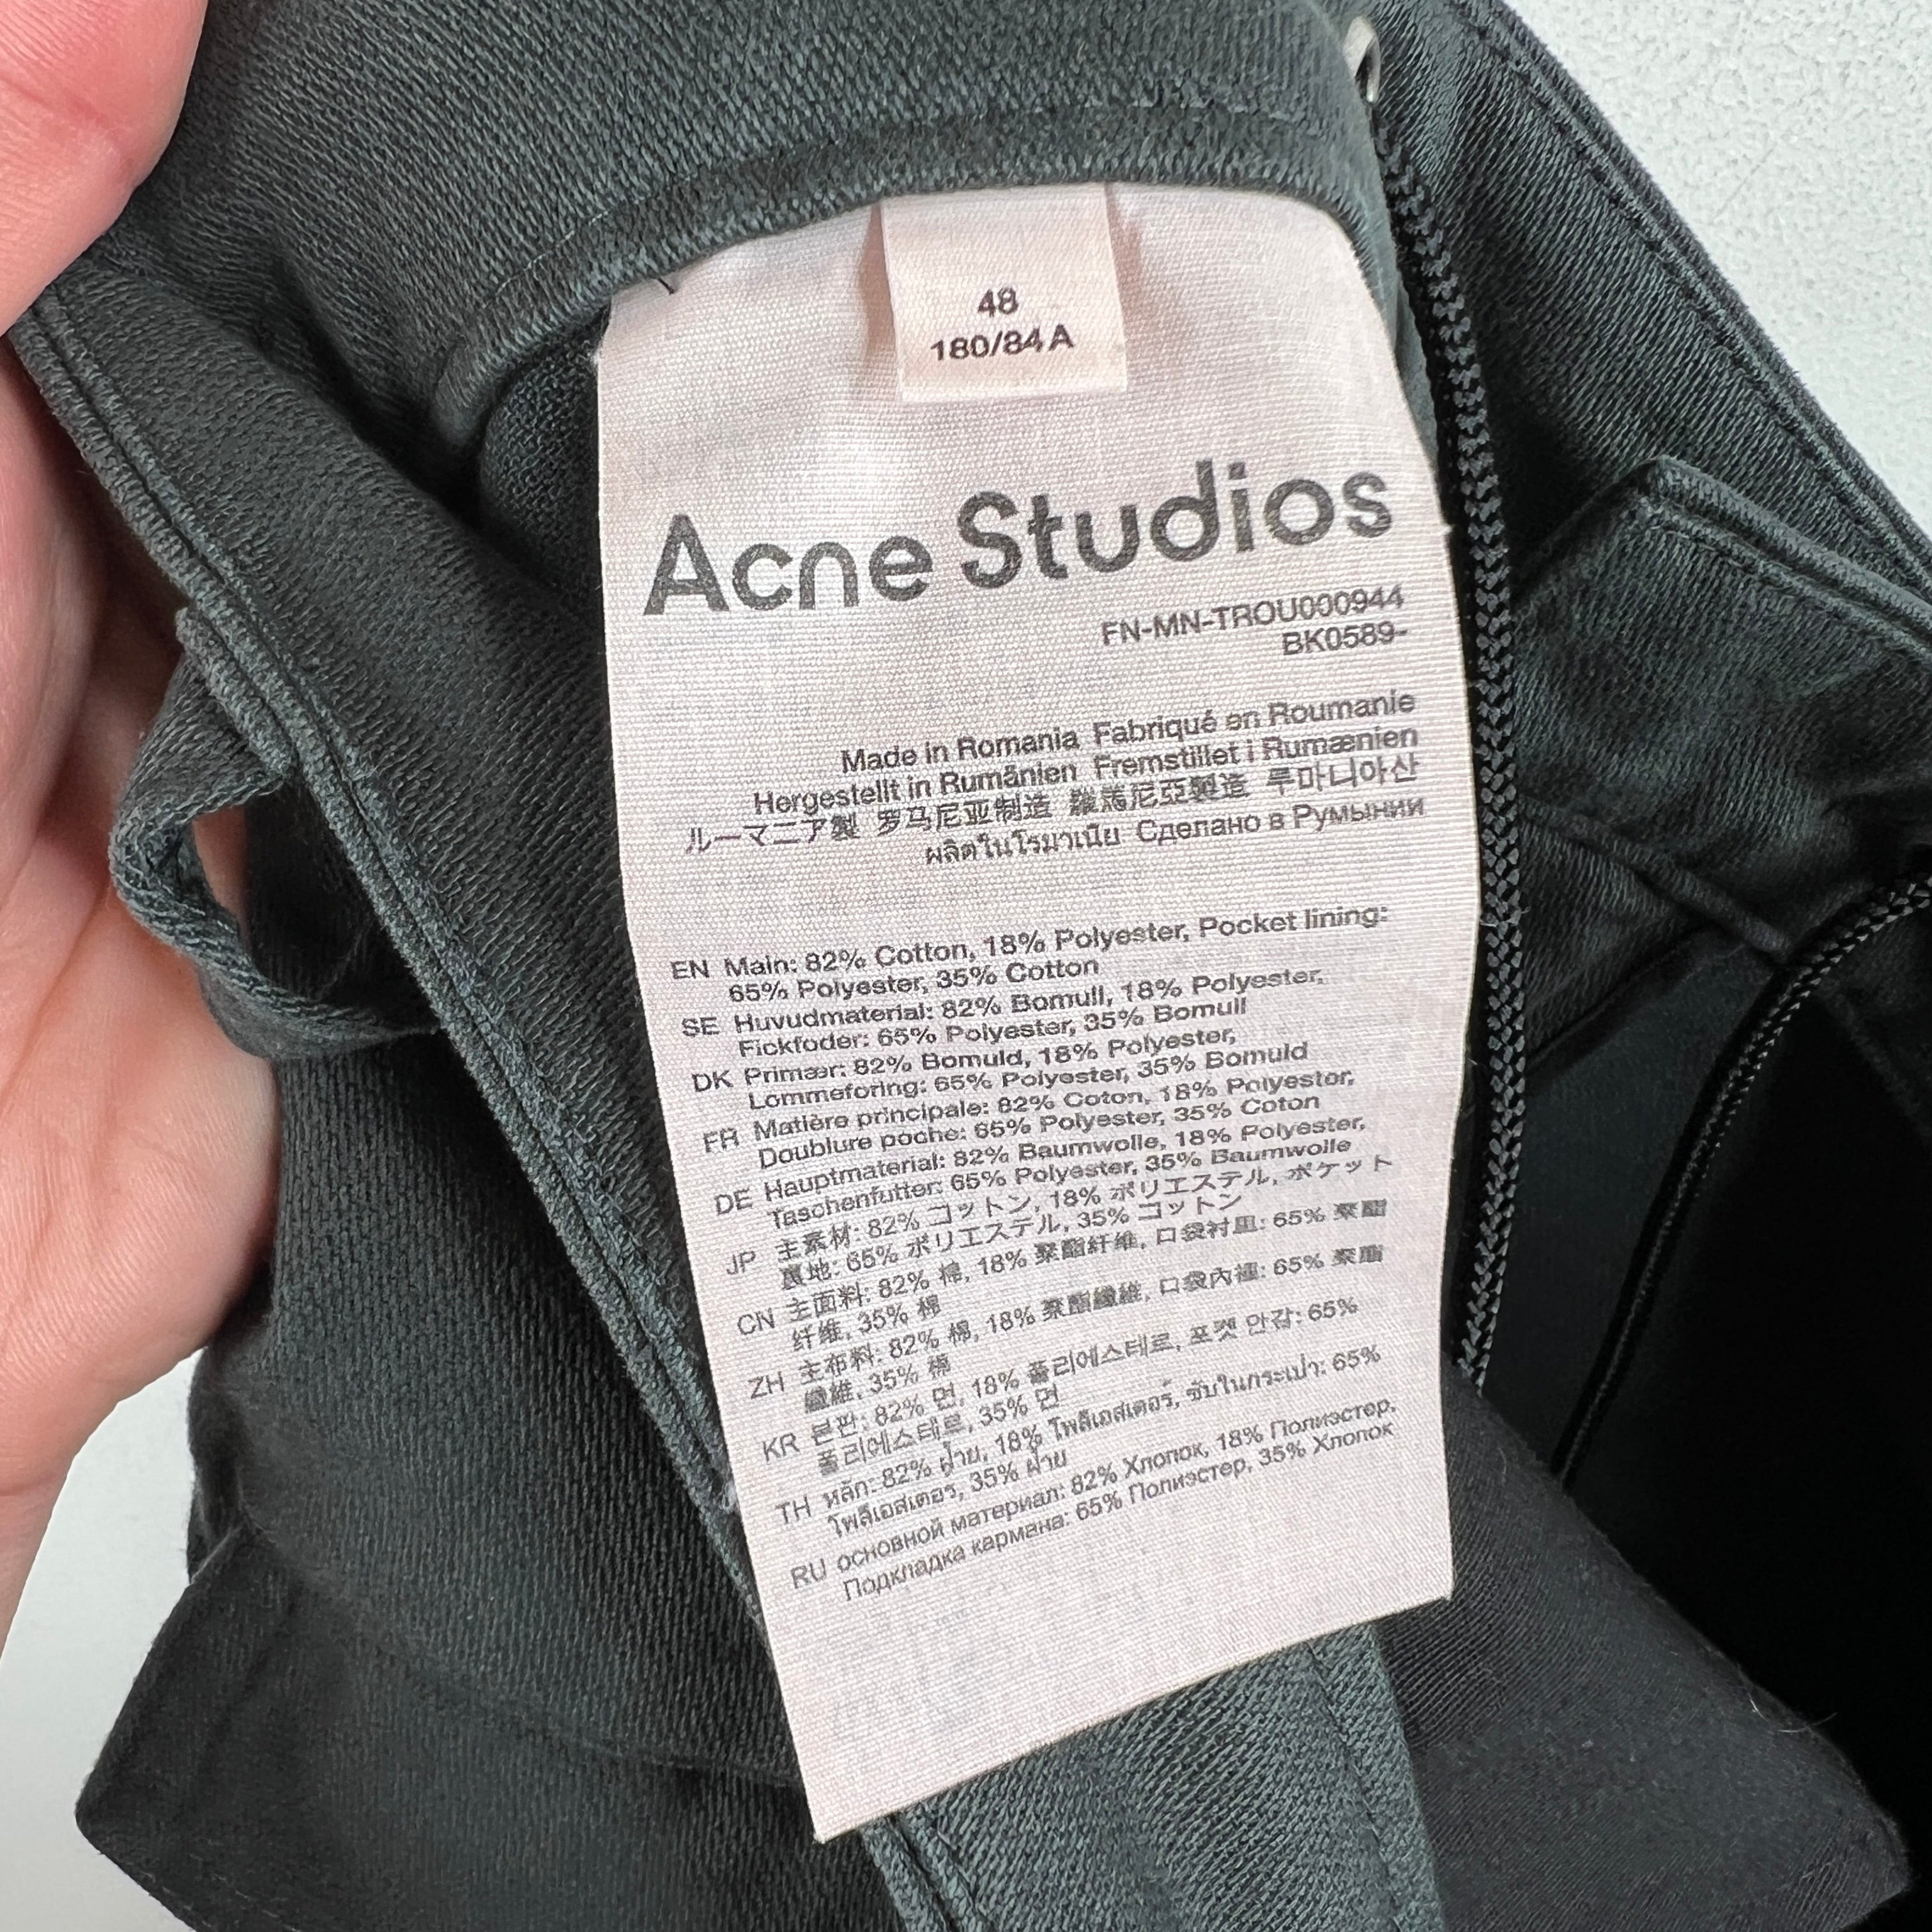 48
180/84A
Acne Studios
FN-MN-TROU000944
BK0589-
Made in Romania Fabriqué en Roumanie
Hergestellt in Rumänien Fremstillet i Rumænien
ルーマニア製 罗马尼亚制造 羅馬尼亞製造 루마니아산
ผลิตในโรมาเนีย Сделано в Румынии
EN Main: 82% Cotton, 18% Polyester, Pocket lining:
65% Polyester, 35% Cotton
SE Huvudmaterial: 82% Bomull, 18% Polyester,
Fickfoder: 65% Polyester, 35% Bomull
DK Primær: 82% Bomuld, 18% Polyester,
Lommeforing: 65% Polyester, 35% Bomuld
FR Matière principale: 82% Coton, 18% Polyester,
Doublure poche: 65% Polyester, 35% Coton
DE Hauptmaterial: 82% Baumwolle, 18% Polyester,
Taschenfutter: 65% Polyester, 35% Baumwolle
JP 主素材: 82% コットン, 18% ポリエステル, ポケット
裏地: 65% ポリエステル, 35% コットン
CN 主面料: 82% 棉, 18% 聚酯纤维, 口袋衬里: 65% 聚酯
纤维, 35% 棉
ZH 主布料: 82% 棉, 18% 聚酯纖維, 口袋內裡: 65% 聚酯
纖維, 35% 棉
KR 본판: 82% 면, 18% 폴리에스테르, 포켓 안감: 65%
폴리에스테르, 35% 면
TH หลัก: 82% ฝ้าย, 18% โพลีเอสเตอร์, ซับในกระเป๋า: 65%
โพลีเอสเตอร์, 35% ฝ้าย
RU основной материал: 82% Хлопок, 18% Полиэстер,
Подкладка кармана: 65% Полиэстер, 35% Хлопок